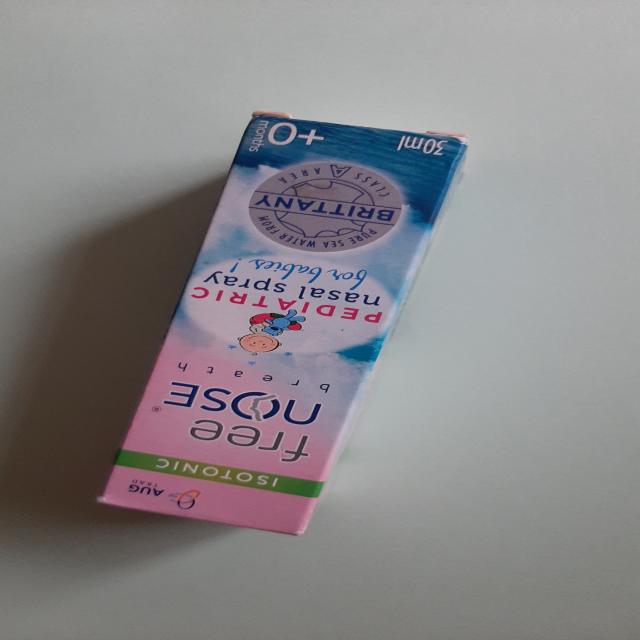 AUG
TRAD
ISOTONIC
free
nOSE®
breath
PEDIATRIC
nasal spray
for babies!
PURE SEA WATER FROM
BRITTANY
CLASS A AREA
30ml
+0
months